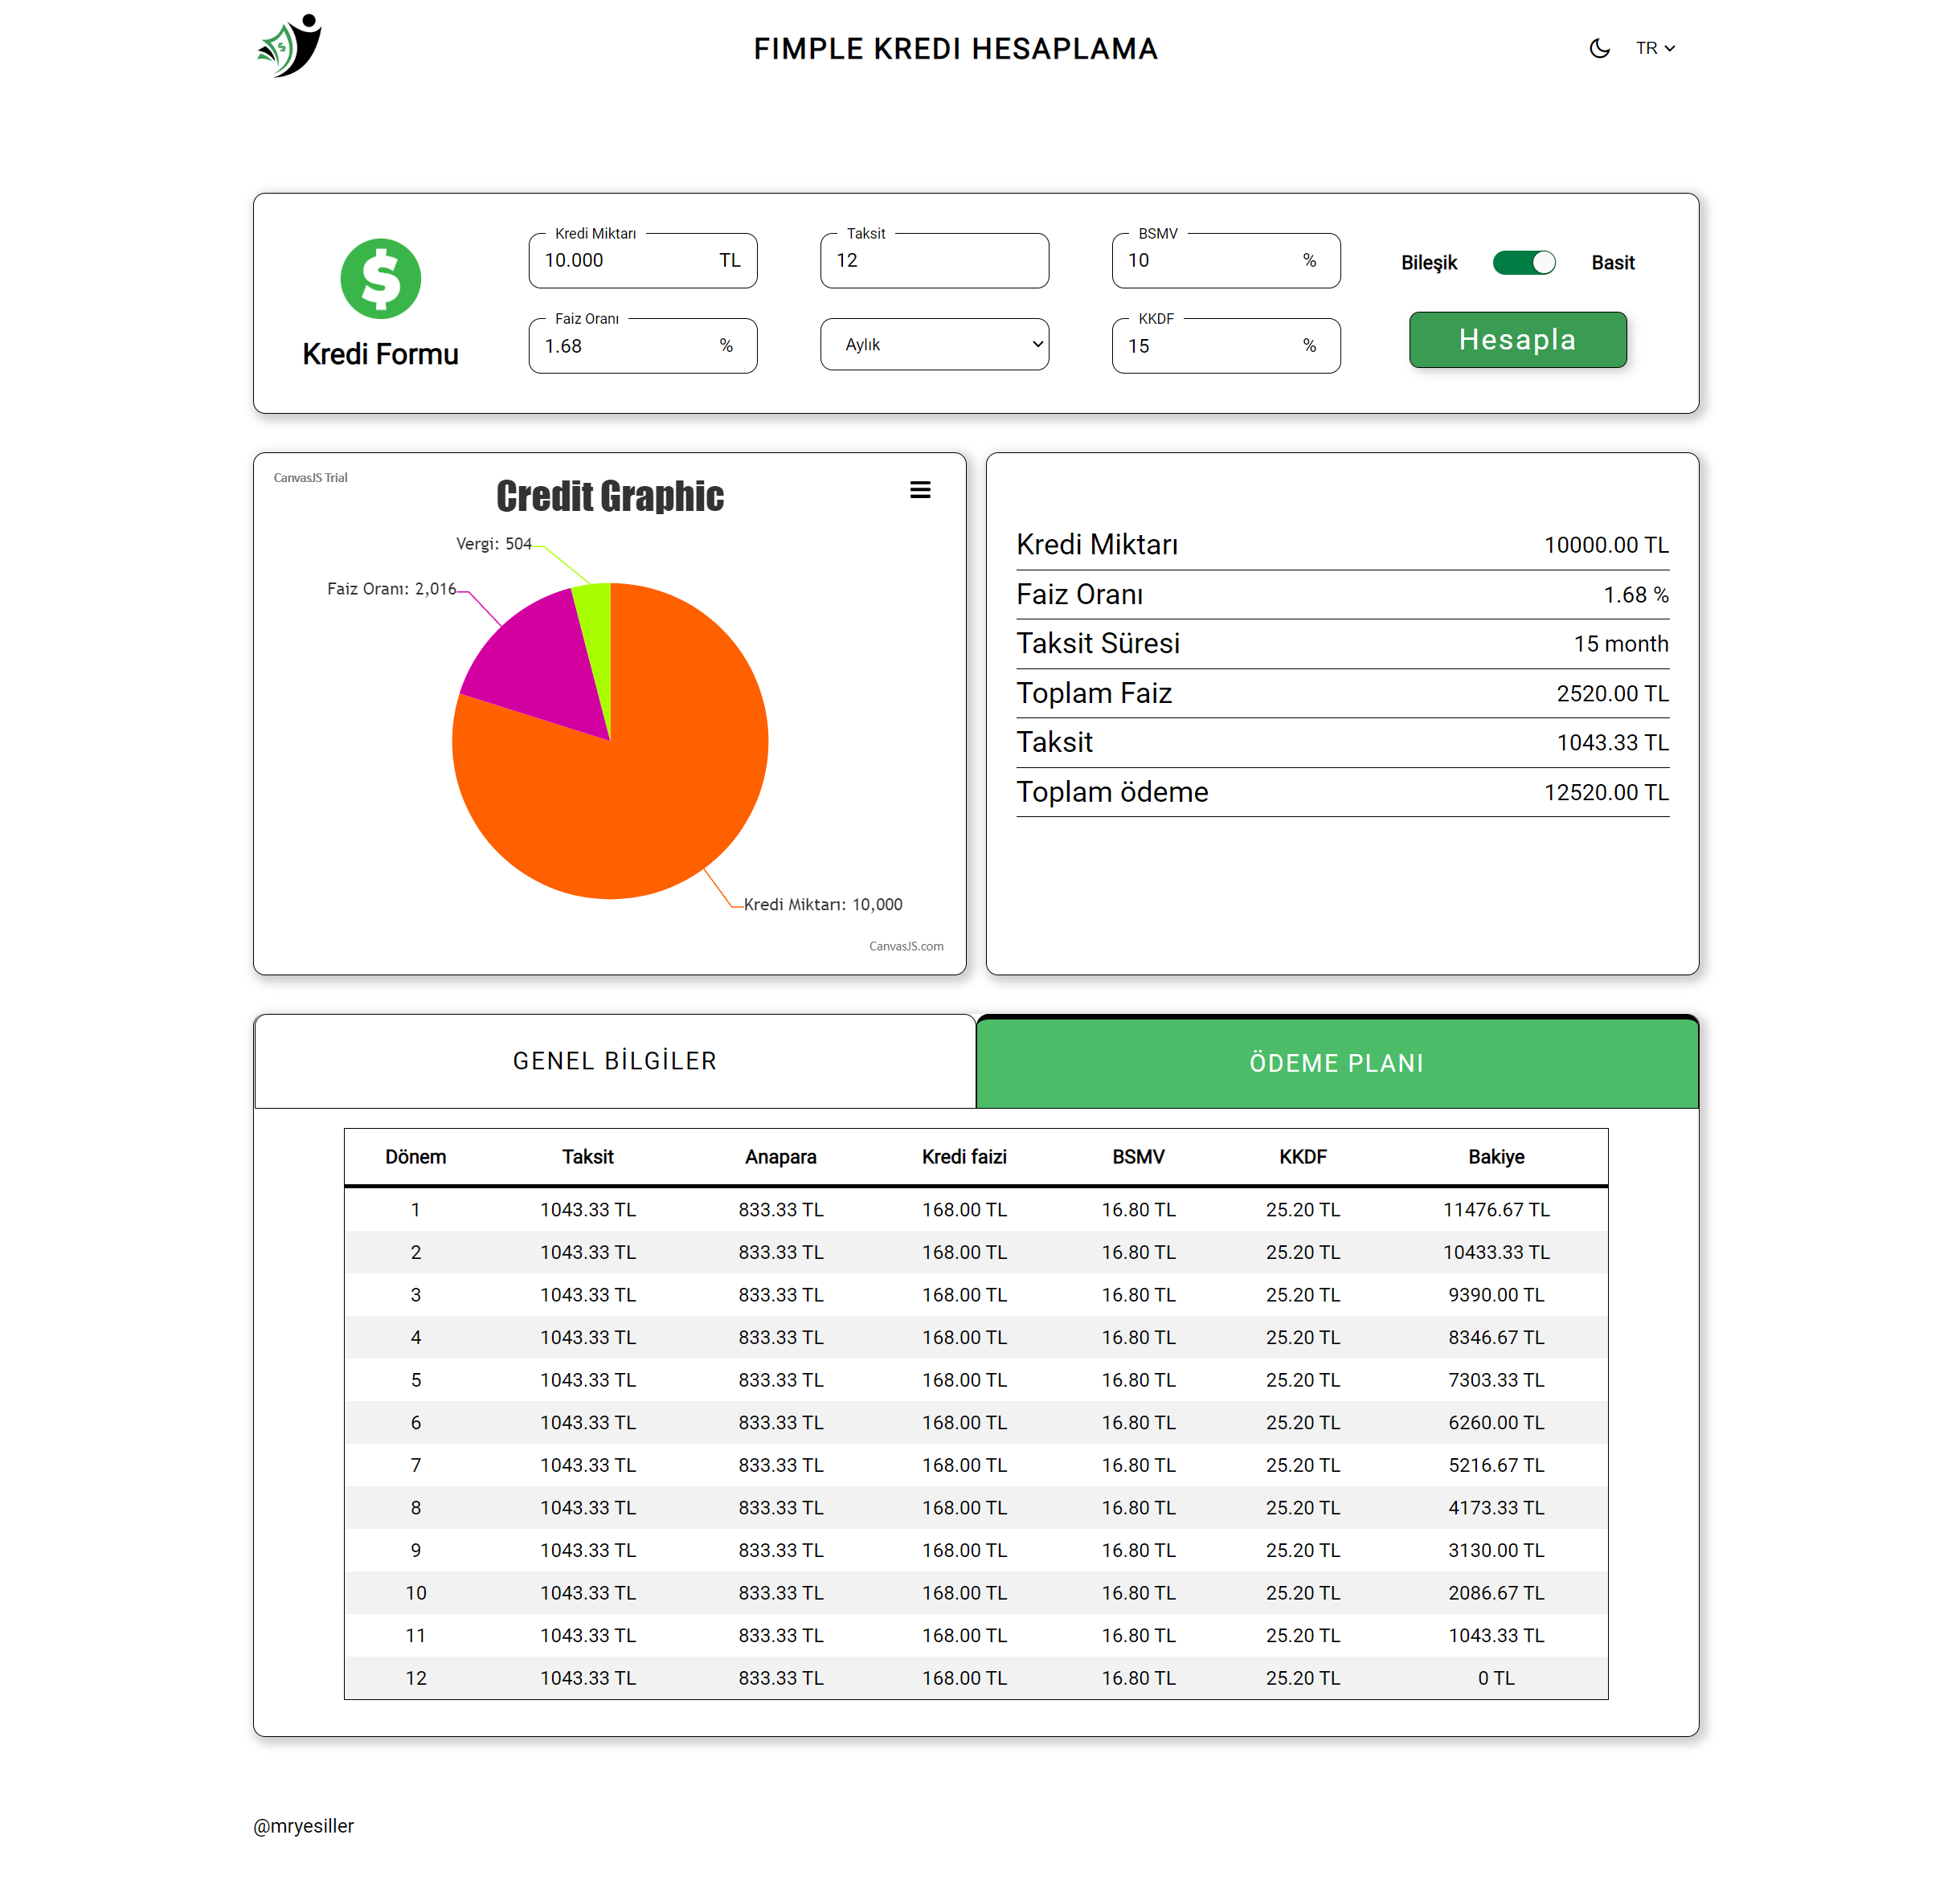 FIMPLE KREDI HESAPLAMA
TR
Kredi Formu
Kredi Miktarı
10.000 TL
Taksit
12
BSMV
10 %
Bileşik Basit
Faiz Oranı
1.68 %
Aylık
KKDF
15 %
Hesapla
CanvasJS Trial
Credit Graphic
Vergi: 504
Faiz Oranı: 2,016
Kredi Miktarı: 10,000
CanvasJS.com
Kredi Miktarı 10000.00 TL
Faiz Oranı 1.68 %
Taksit Süresi 15 month
Toplam Faiz 2520.00 TL
Taksit 1043.33 TL
Toplam ödeme 12520.00 TL
GENEL BİLGİLER
ÖDEME PLANI
Dönem Taksit Anapara Kredi faizi BSMV KKDF Bakiye
1 1043.33 TL 833.33 TL 168.00 TL 16.80 TL 25.20 TL 11476.67 TL
2 1043.33 TL 833.33 TL 168.00 TL 16.80 TL 25.20 TL 10433.33 TL
3 1043.33 TL 833.33 TL 168.00 TL 16.80 TL 25.20 TL 9390.00 TL
4 1043.33 TL 833.33 TL 168.00 TL 16.80 TL 25.20 TL 8346.67 TL
5 1043.33 TL 833.33 TL 168.00 TL 16.80 TL 25.20 TL 7303.33 TL
6 1043.33 TL 833.33 TL 168.00 TL 16.80 TL 25.20 TL 6260.00 TL
7 1043.33 TL 833.33 TL 168.00 TL 16.80 TL 25.20 TL 5216.67 TL
8 1043.33 TL 833.33 TL 168.00 TL 16.80 TL 25.20 TL 4173.33 TL
9 1043.33 TL 833.33 TL 168.00 TL 16.80 TL 25.20 TL 3130.00 TL
10 1043.33 TL 833.33 TL 168.00 TL 16.80 TL 25.20 TL 2086.67 TL
11 1043.33 TL 833.33 TL 168.00 TL 16.80 TL 25.20 TL 1043.33 TL
12 1043.33 TL 833.33 TL 168.00 TL 16.80 TL 25.20 TL 0 TL
@mryesiller